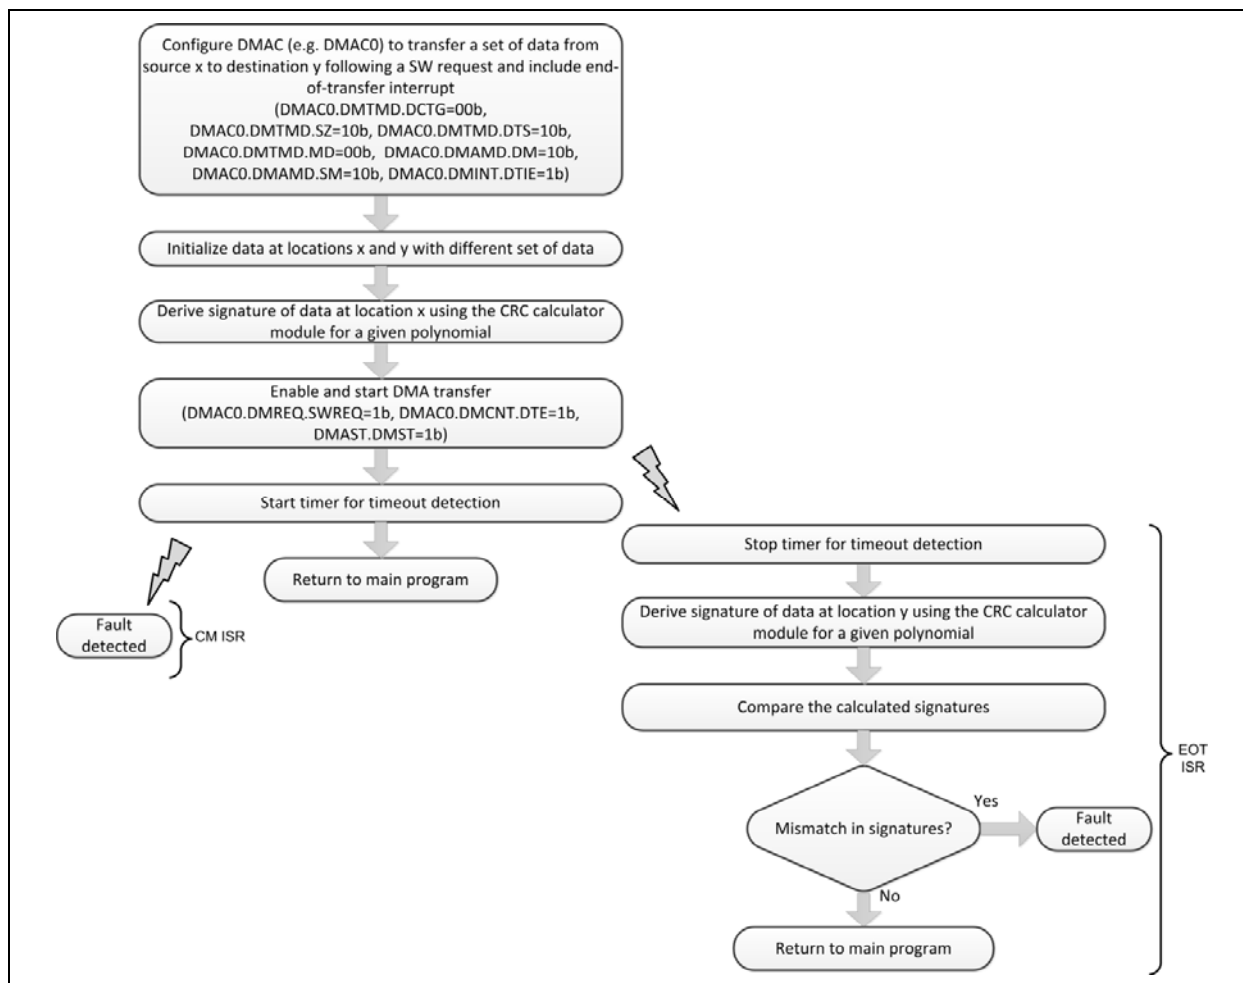 Configure DMAC (e.g. DMAC0) to transfer a set of data from
source x to destination y following a SW request and include end-
of-transfer interrupt
(DMAC0.DMTMD.DCTG=00b,
DMAC0.DMTMD.SZ=10b, DMAC0.DMTMD.DTS=10b,
DMAC0.DMTMD.MD=00b, DMAC0.DMAMD.DM=10b,
DMAC0.DMAMD.SM=10b, DMAC0.DMINT.DTIE=1b)
Initialize data at locations x and y with different set of data
Derive signature of data at location x using the CRC calculator
module for a given polynomial
Enable and start DMA transfer
(DMAC0.DMREQ.SWREQ=1b, DMAC0.DMCNT.DTE=1b,
DMAST.DMST=1b)
Start timer for timeout detection
Return to main program
Fault
detected
CM ISR
Stop timer for timeout detection
Derive signature of data at location y using the CRC calculator
module for a given polynomial
Compare the calculated signatures
Mismatch in signatures?
Yes
Fault
detected
No
Return to main program
EOT
ISR